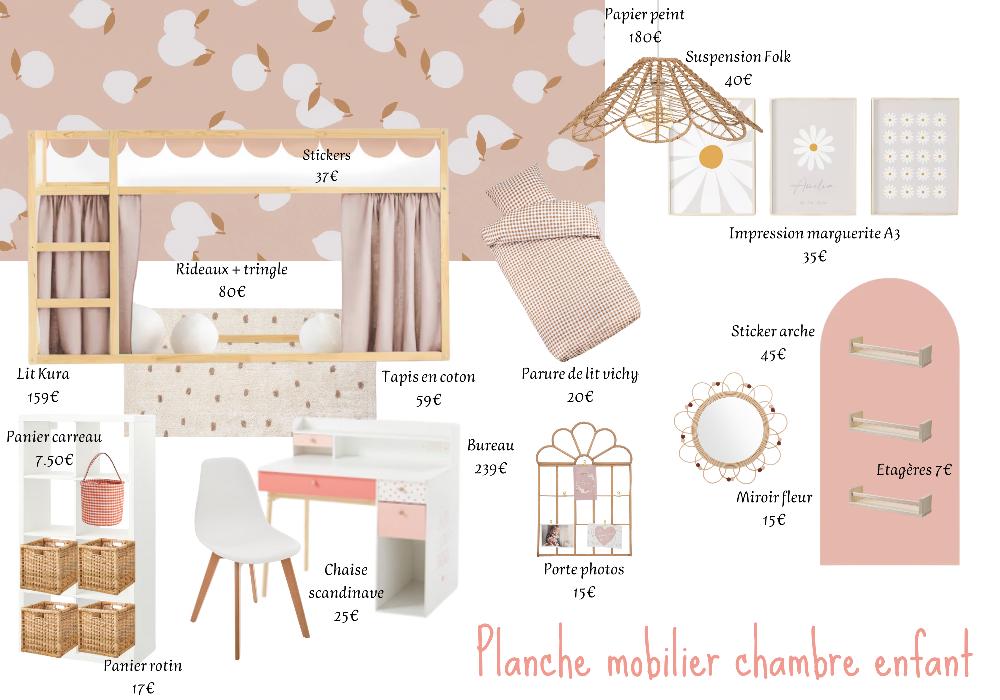 Papier peint
180€
Suspension Folk
40€
Stickers
37€
Amelia
Impression marguerite A3
35€
Rideaux + tringle
80€
Sticker arche
45€
Lit Kura
159€
Tapis en coton
59€
Parure de lit vichy
20€
Panier carreau
7.50€
Bureau
239€
Etagères 7€
Miroir fleur
15€
Chaise
scandinave
25€
Porte photos
15€
Panier rotin
17€
Planche mobilier chambre enfant